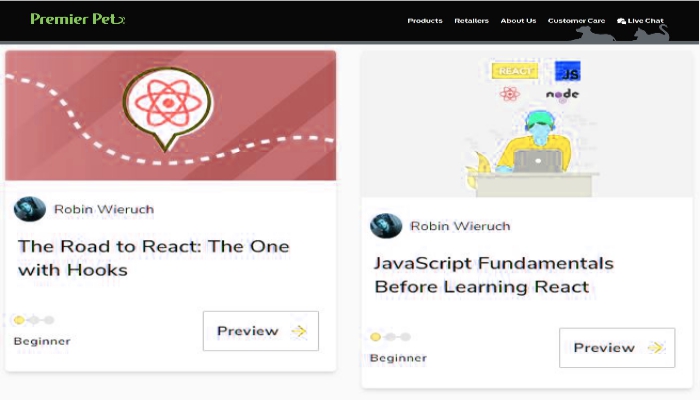 Premier Pet
Products Retailers About Us Customer Care Live Chat
REACT JS
node
Robin Wieruch
The Road to React: The One
with Hooks
Beginner
Preview
Robin Wieruch
JavaScript Fundamentals
Before Learning React
Beginner
Preview